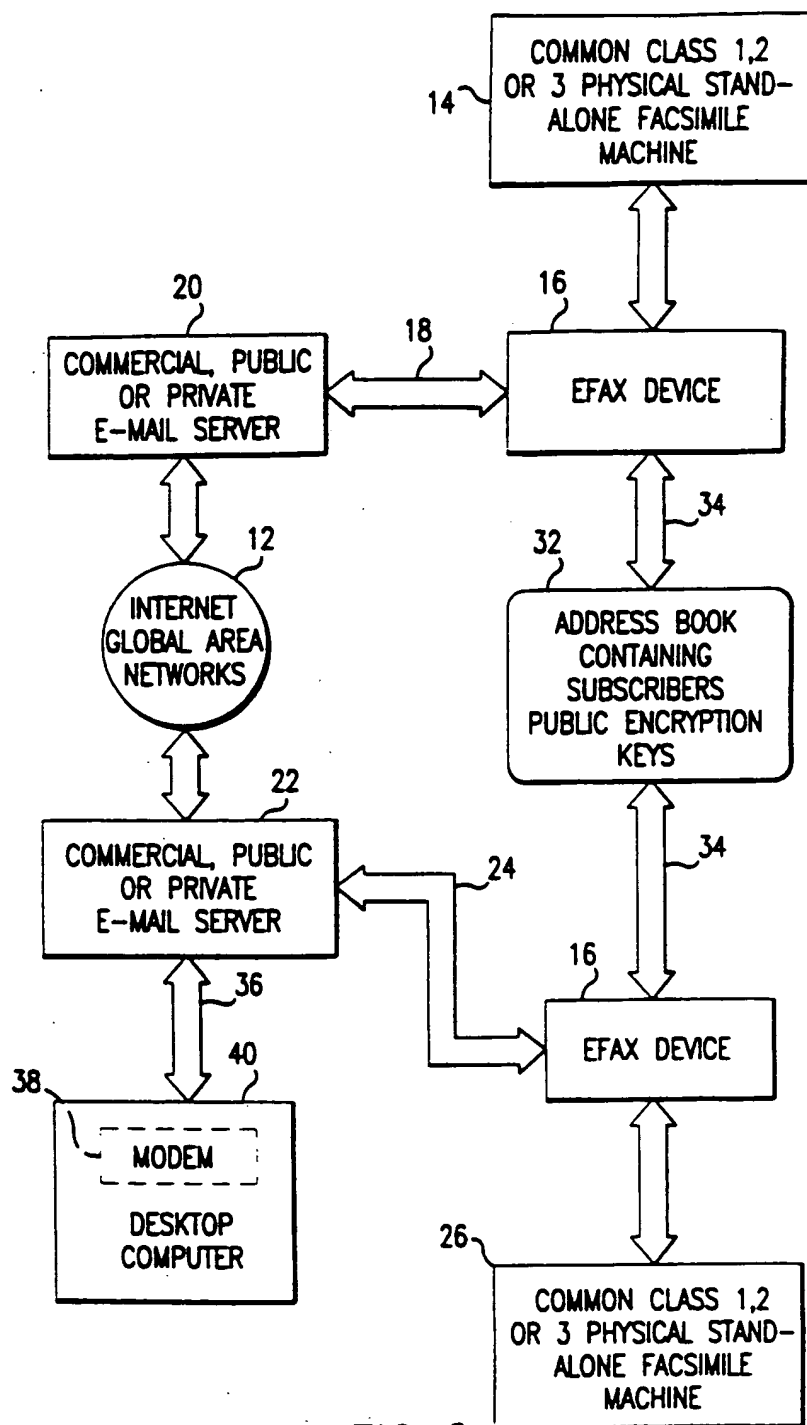 COMMON CLASS 1,2
OR 3 PHYSICAL STAND-
ALONE FACSIMILE
MACHINE
14
20
16
18
COMMERCIAL, PUBLIC
OR PRIVATE
E-MAIL SERVER
EFAX DEVICE
34
12
32
INTERNET
GLOBAL AREA
NETWORKS
ADDRESS BOOK
CONTAINING
SUBSCRIBERS
PUBLIC ENCRYPTION
KEYS
22
34
24
COMMERCIAL, PUBLIC
OR PRIVATE
E-MAIL SERVER
16
36
EFAX DEVICE
38
40
MODEM
DESKTOP
COMPUTER
26
COMMON CLASS 1,2
OR 3 PHYSICAL STAND-
ALONE FACSIMILE
MACHINE